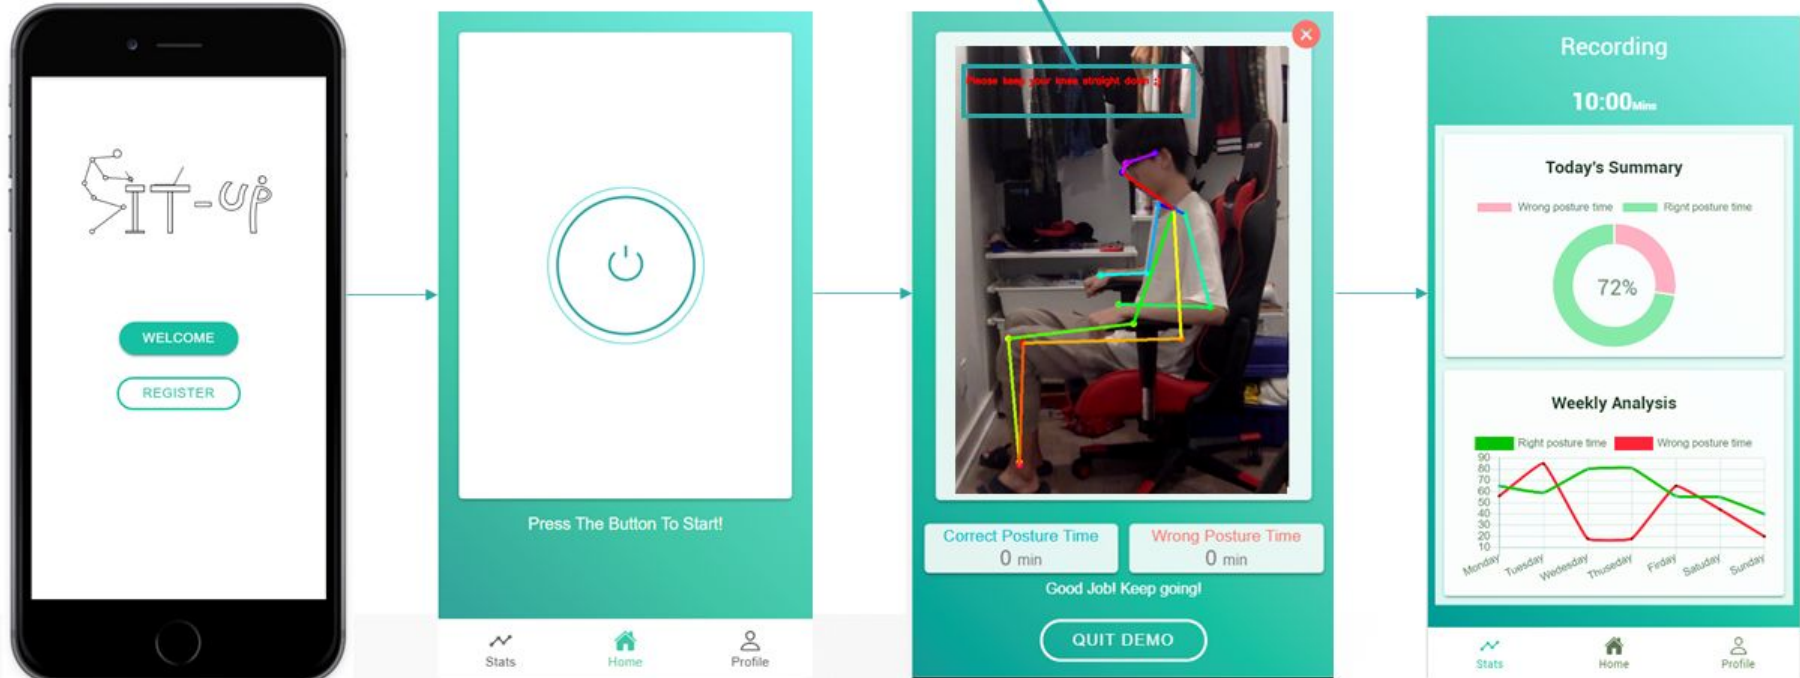 SIT-UP
WELCOME
REGISTER
Press The Button To Start!
Stats
Home
Profile
Please keep your knee straight down :)
Correct Posture Time
0 min
Wrong Posture Time
0 min
Good Job! Keep going!
QUIT DEMO
Recording
10:00Mins
Today's Summary
Wrong posture time
Rignt posture time
72%
Weekly Analysis
Right posture time
Wrong posture time
90
80
70
60
50
40
30
20
10
Monday
Tuesday
Wedesday
Thuseday
Firday
Satuday
Sunday
Stats
Home
Profile